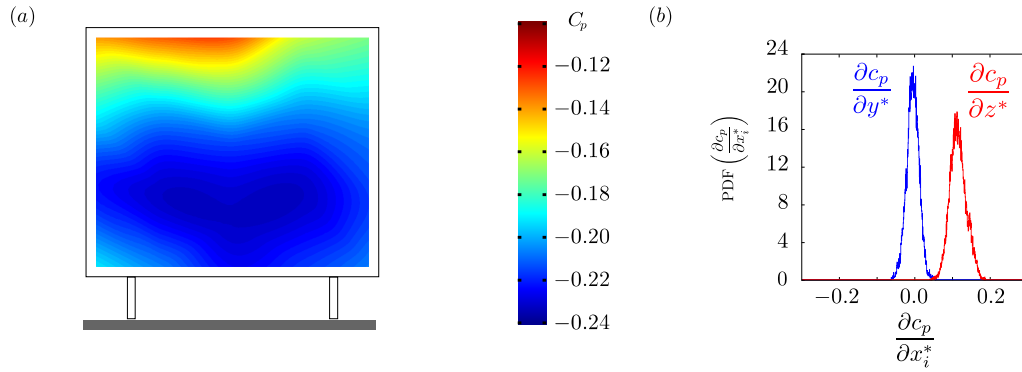 (a)
C_p
−0.12
−0.14
−0.16
−0.18
−0.20
−0.22
−0.24
(b)
24
20
16
12
8
4
0
PDF (∂c_p/∂x_i^*)
∂c_p/∂y*
∂c_p/∂z*
−0.2 0.0 0.2
∂c_p/∂x_i^*